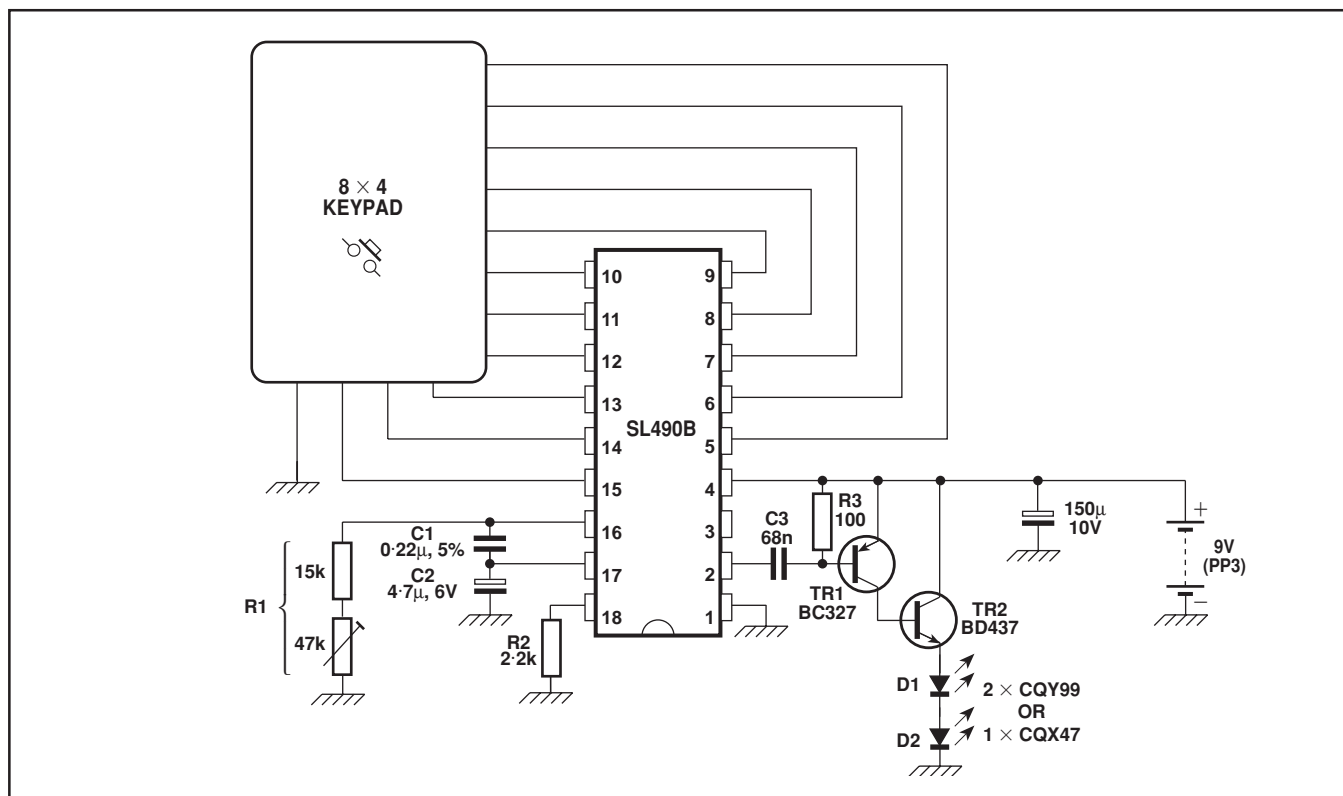 8 × 4
KEYPAD
10
11
12
13
14
15
16
17
18
9
8
7
6
5
4
3
2
1
SL490B
R1
15k
47k
C1
0·22µ, 5%
C2
4·7µ, 6V
R2
2·2k
C3
68n
R3
100
TR1
BC327
TR2
BD437
D1
D2
2 × CQY99
OR
1 × CQX47
150µ
10V
+
9V
(PP3)
−